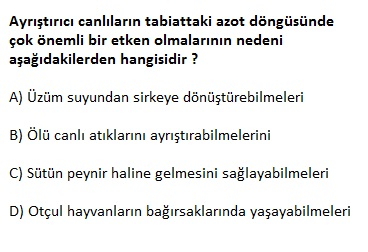 Ayrıştırıcı canlıların tabiattaki azot döngüsünde
çok önemli bir etken olmalarının nedeni
aşağıdakilerden hangisidir ?
A) Üzüm suyundan sirkeye dönüştürebilmeleri
B) Ölü canlı atıklarını ayrıştırabilmelerini
C) Sütün peynir haline gelmesini sağlayabilmeleri
D) Otçul hayvanların bağırsaklarında yaşayabilmeleri